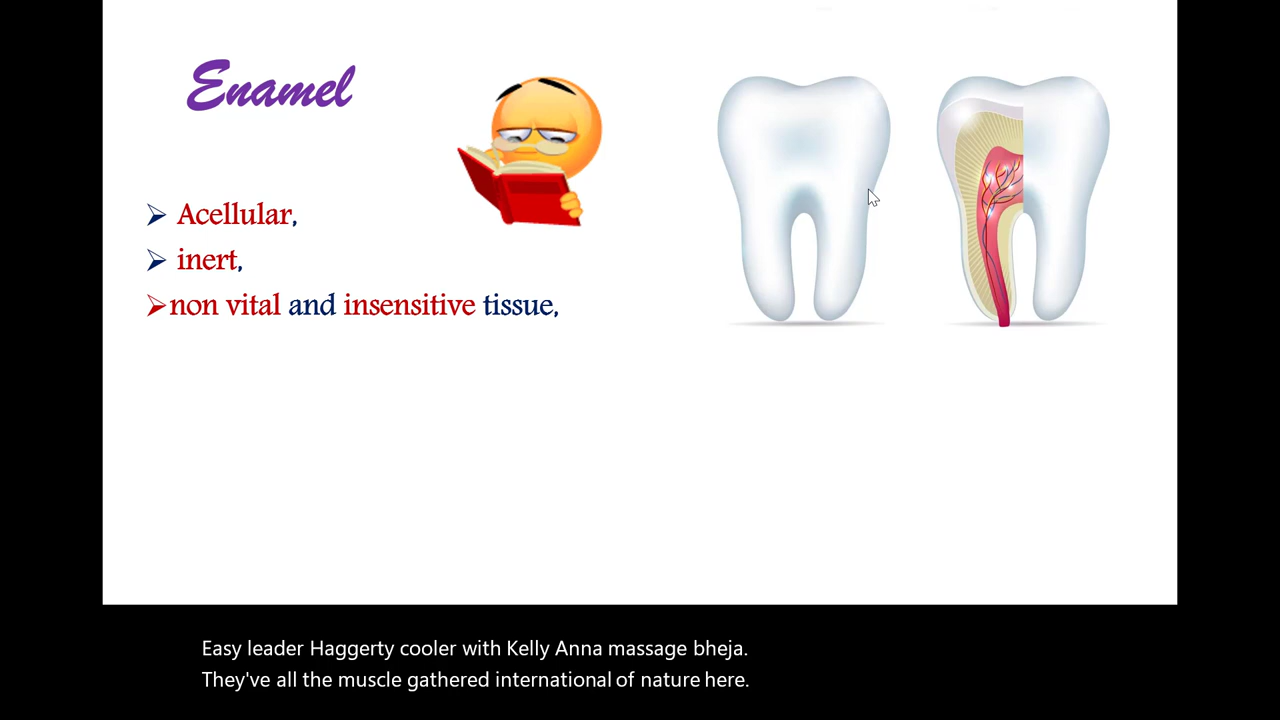 Enamel
Acellular,
inert,
non vital and insensitive tissue,
Easy leader Haggerty cooler with Kelly Anna massage bheja.
They've all the muscle gathered international of nature here.